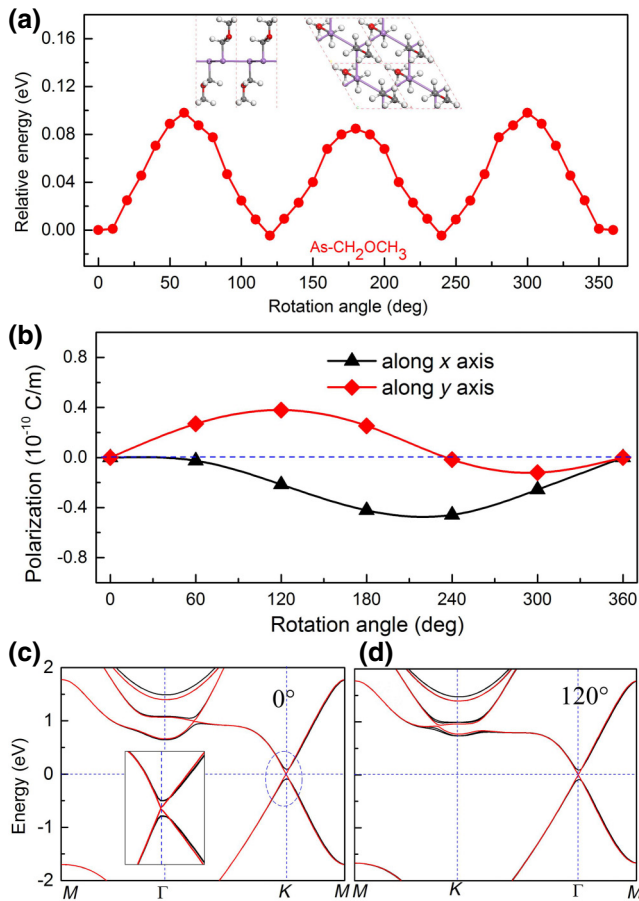 (a)
Relative energy (eV)
0.16
0.12
0.08
0.04
0.00
As-CH2OCH3
0 50 100 150 200 250 300 350
Rotation angle (deg)
(b)
Polarization (10⁻¹⁰ C/m)
0.8
0.4
0.0
-0.4
-0.8
along x axis
along y axis
0 60 120 180 240 300 360
Rotation angle (deg)
(c)
Energy (eV)
2
1
0
-1
-2
0°
M Γ K M
(d)
120°
M K Γ M